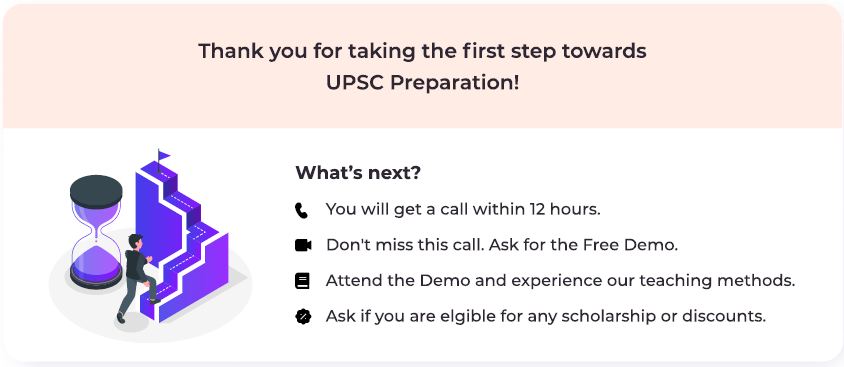 Thank you for taking the first step towards
UPSC Preparation!
What's next?
You will get a call within 12 hours.
Don't miss this call. Ask for the Free Demo.
Attend the Demo and experience our teaching methods.
Ask if you are elgible for any scholarship or discounts.